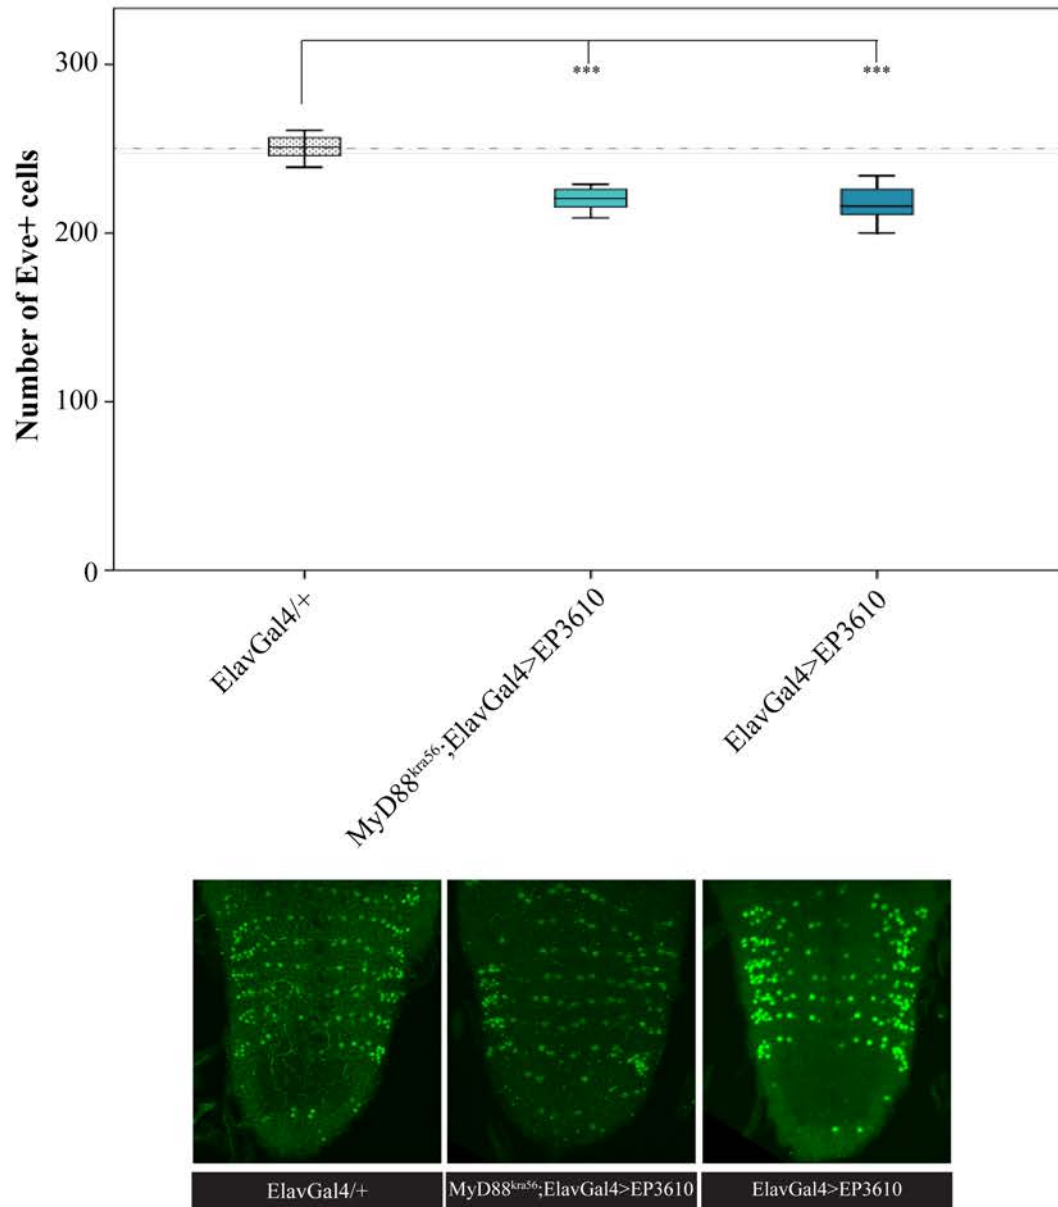 300
***
***
Number of Eve+ cells
200
100
0
ElavGal4/+
MyD88kra56;ElavGal4>EP3610
ElavGal4>EP3610
ElavGal4/+
MyD88kra56;ElavGal4>EP3610
ElavGal4>EP3610